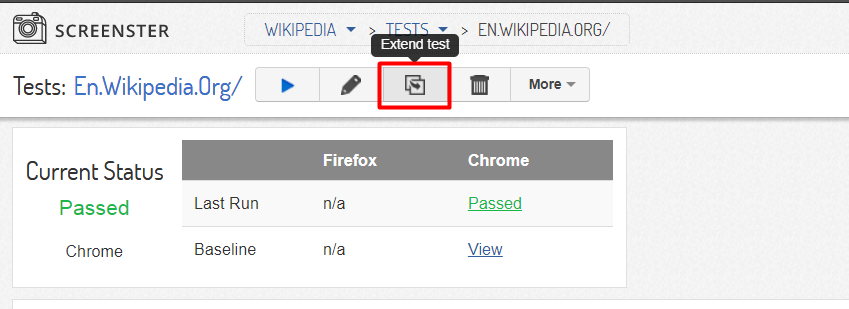 SCREENSTER
WIKIPEDIA > TESTS > EN.WIKIPEDIA.ORG/
Extend test
Tests: En.Wikipedia.Org/
More
Current Status
Passed
Chrome
Firefox Chrome
Last Run n/a Passed
Baseline n/a View